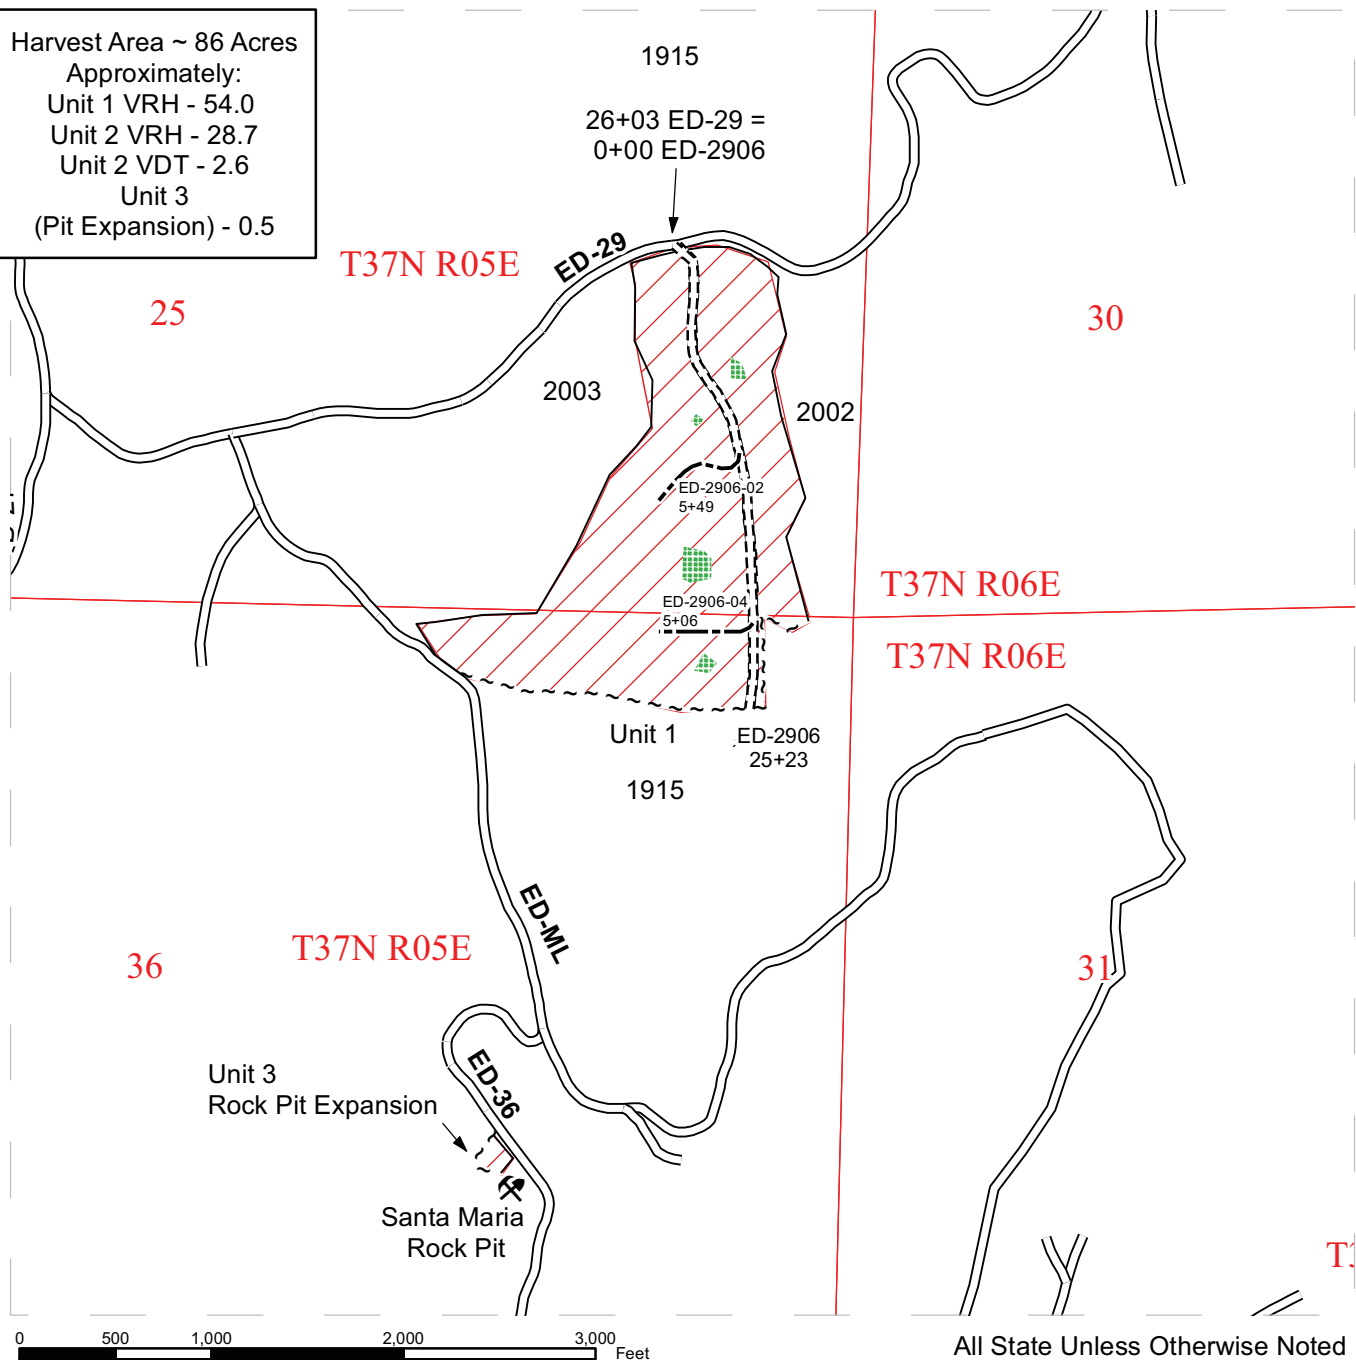 Harvest Area ~ 86 Acres
Approximately:
Unit 1 VRH - 54.0
Unit 2 VRH - 28.7
Unit 2 VDT - 2.6
Unit 3
(Pit Expansion) - 0.5
1915
26+03 ED-29 =
0+00 ED-2906
T37N R05E
ED-29
25
30
2003
2002
ED-2906-02
5+49
T37N R06E
ED-2906-04
5+06
T37N R06E
Unit 1
ED-2906
25+23
1915
ED-ML
T37N R05E
36
31
ED-36
Unit 3
Rock Pit Expansion
Santa Maria
Rock Pit
0 500 1,000 2,000 3,000
Feet
All State Unless Otherwise Noted